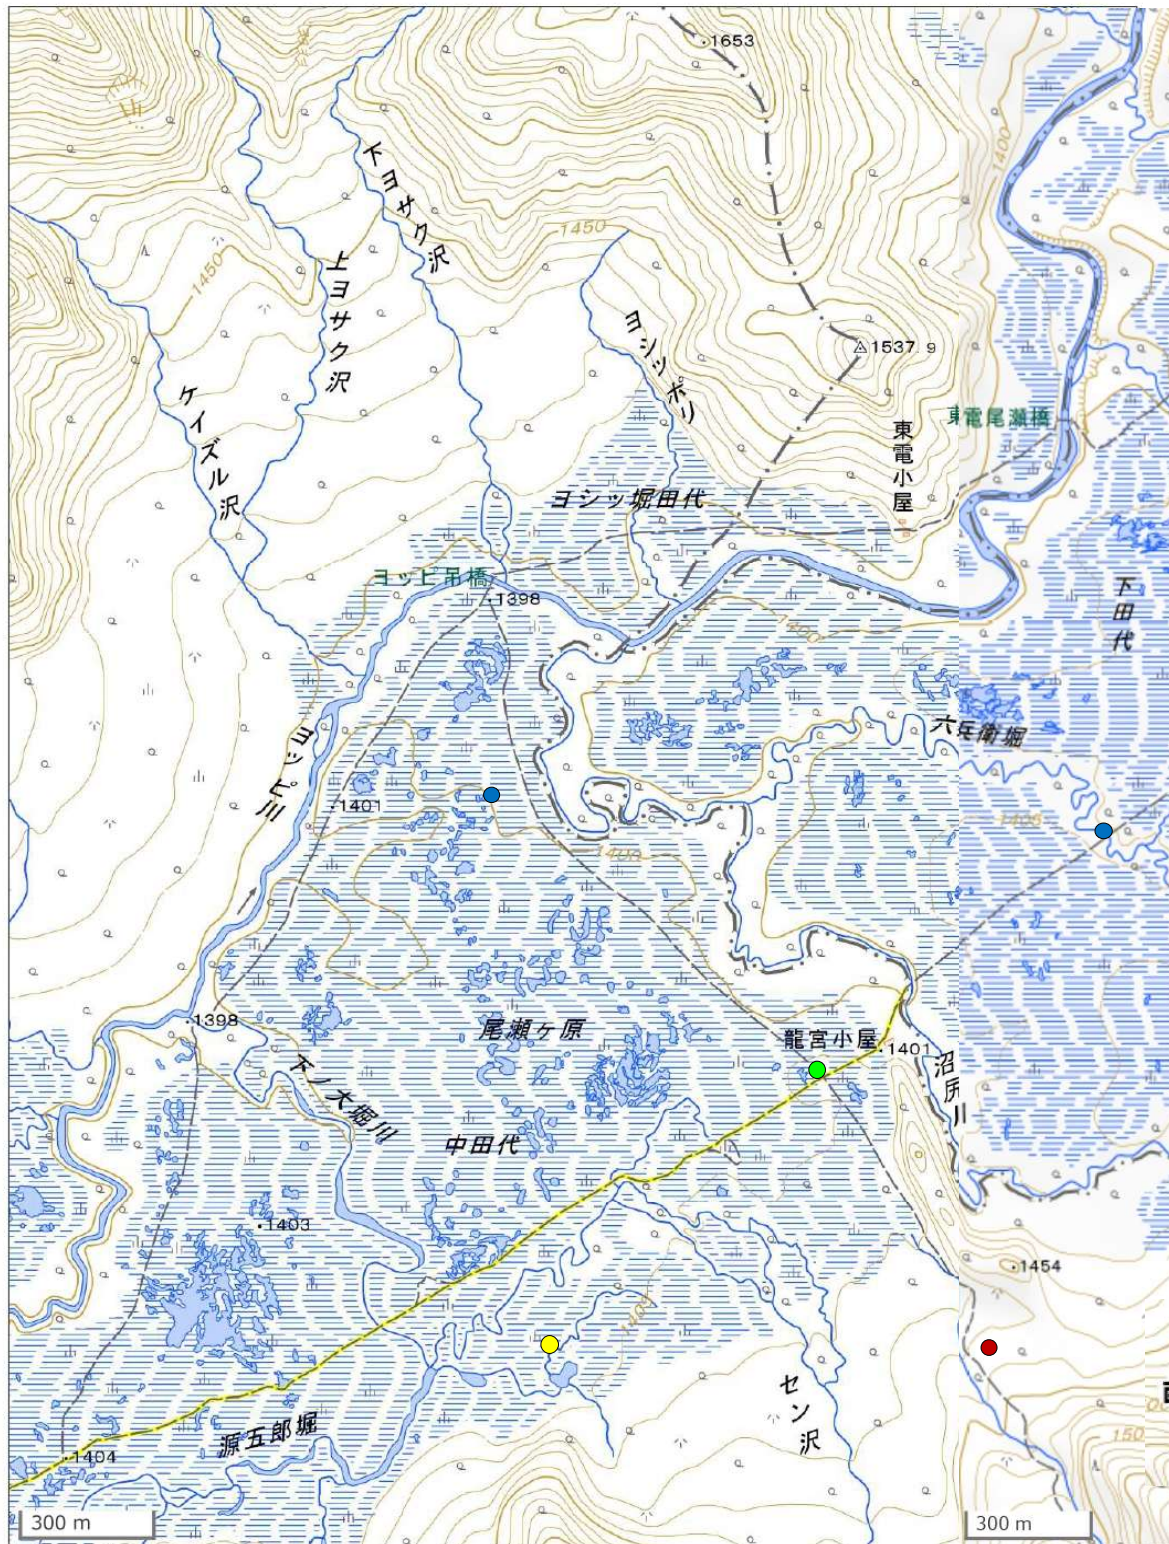 1653
下ヨサク沢
1400
1450
1450
上ヨサク沢
ヨシッポリ
1537.9
ケイズル沢
東電尾瀬橋
東電小屋
ヨシッ堀田代
ヨッピ吊橋
1398
下田代
1400
六兵衛堀
ヨッピ川
1401
1405
1400
1398
尾瀬ヶ原
龍宮小屋
1401
沼尻川
下ノ大堀川
中田代
1403
1454
1405
センノ沢
源五郎堀
150
1404
300 m
300 m